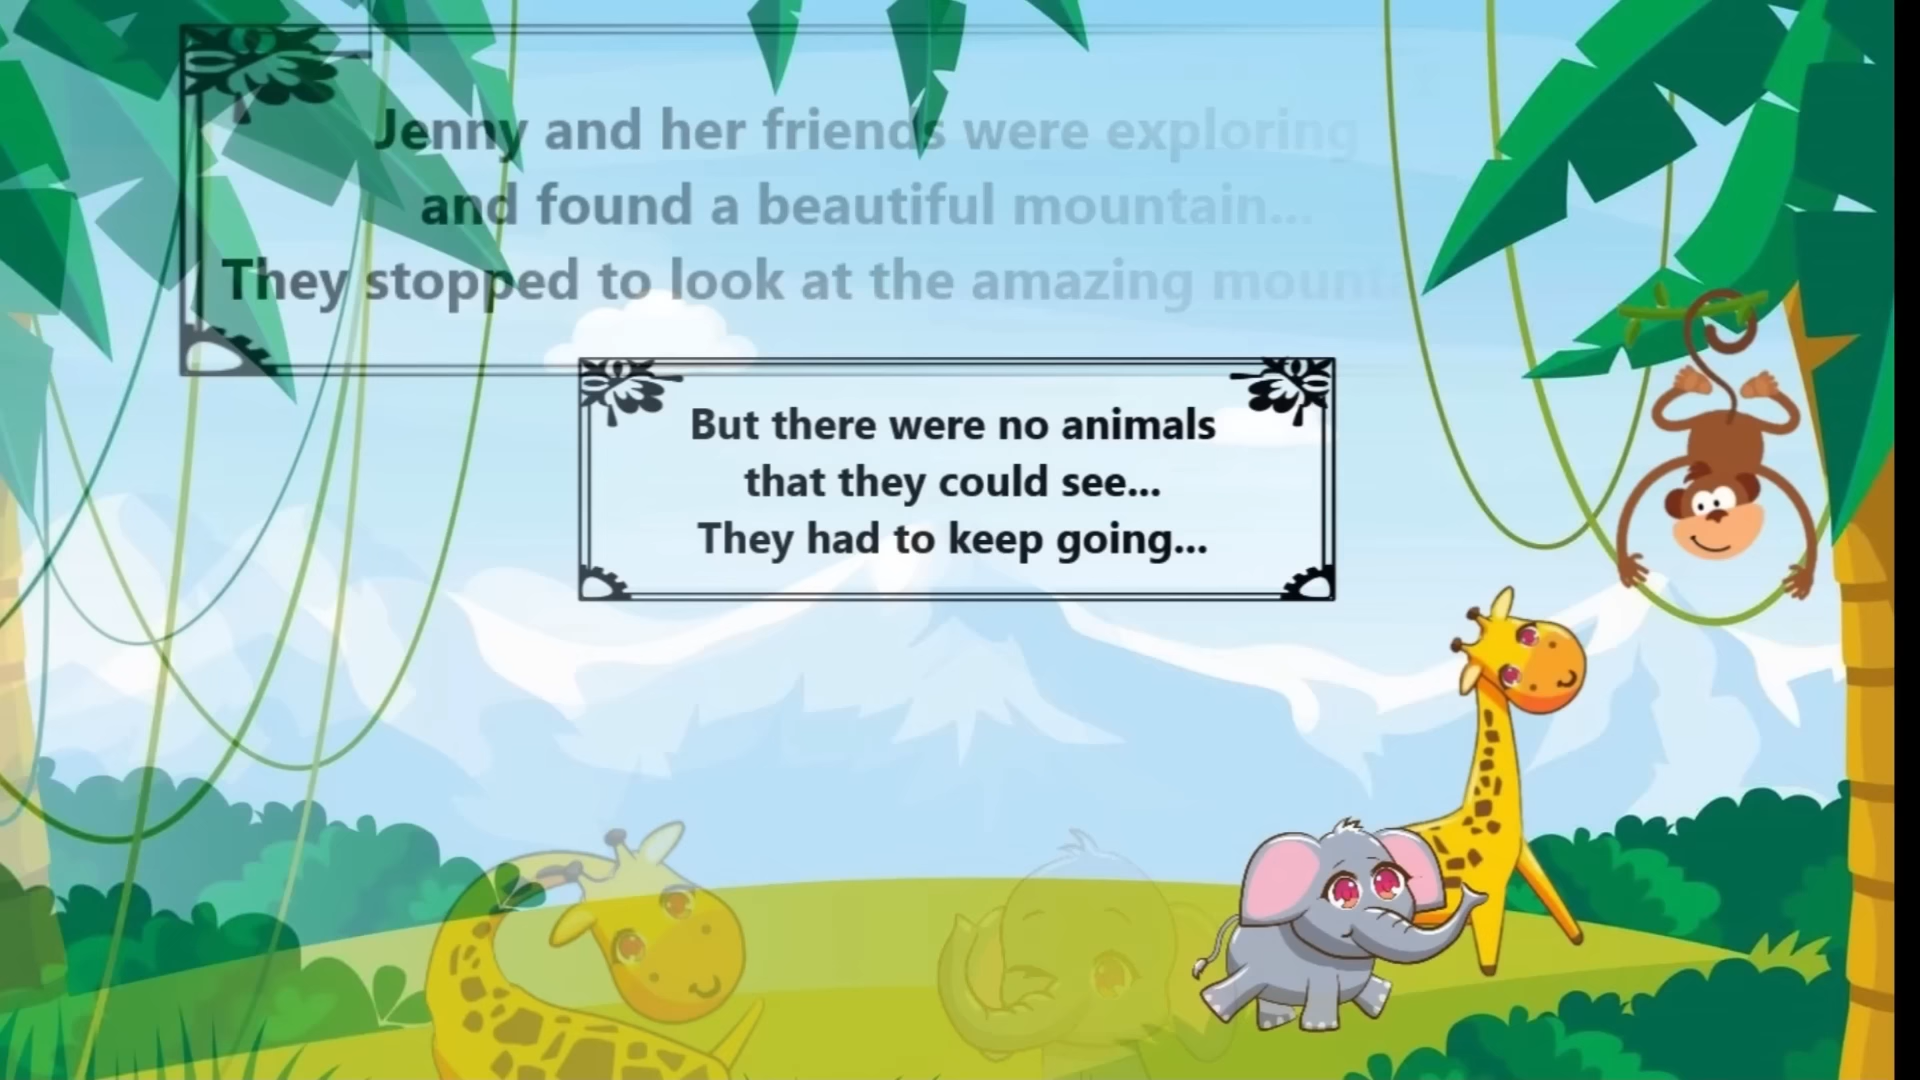 Jenny and her friends were exploring
and found a beautiful mountain...
They stopped to look at the amazing
But there were no animals
that they could see...
They had to keep going...